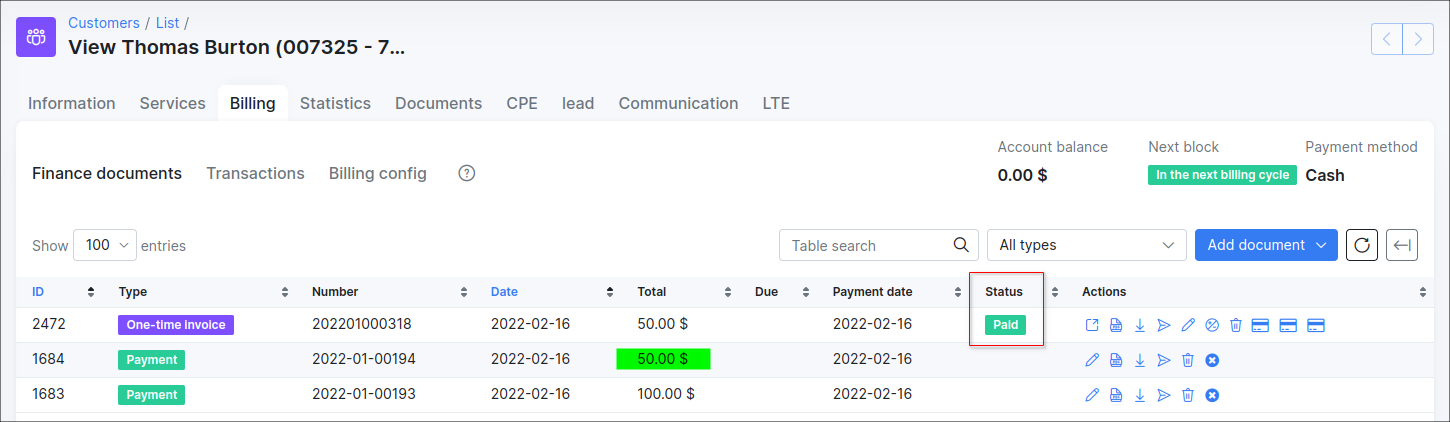 Customers / List /
View Thomas Burton (007325 - 7...
Information Services Billing Statistics Documents CPE lead Communication LTE
Account balance Next block Payment method
Finance documents Transactions Billing config ?
0.00 $ In the next billing cycle Cash
Show 100 entries Table search All types Add document
ID Type Number Date Total Due Payment date Status Actions
2472 One-time invoice 202201000318 2022-02-16 50.00 $ 2022-02-16 Paid
1684 Payment 2022-01-00194 2022-02-16 50.00 $ 2022-02-16
1683 Payment 2022-01-00193 2022-02-16 100.00 $ 2022-02-16